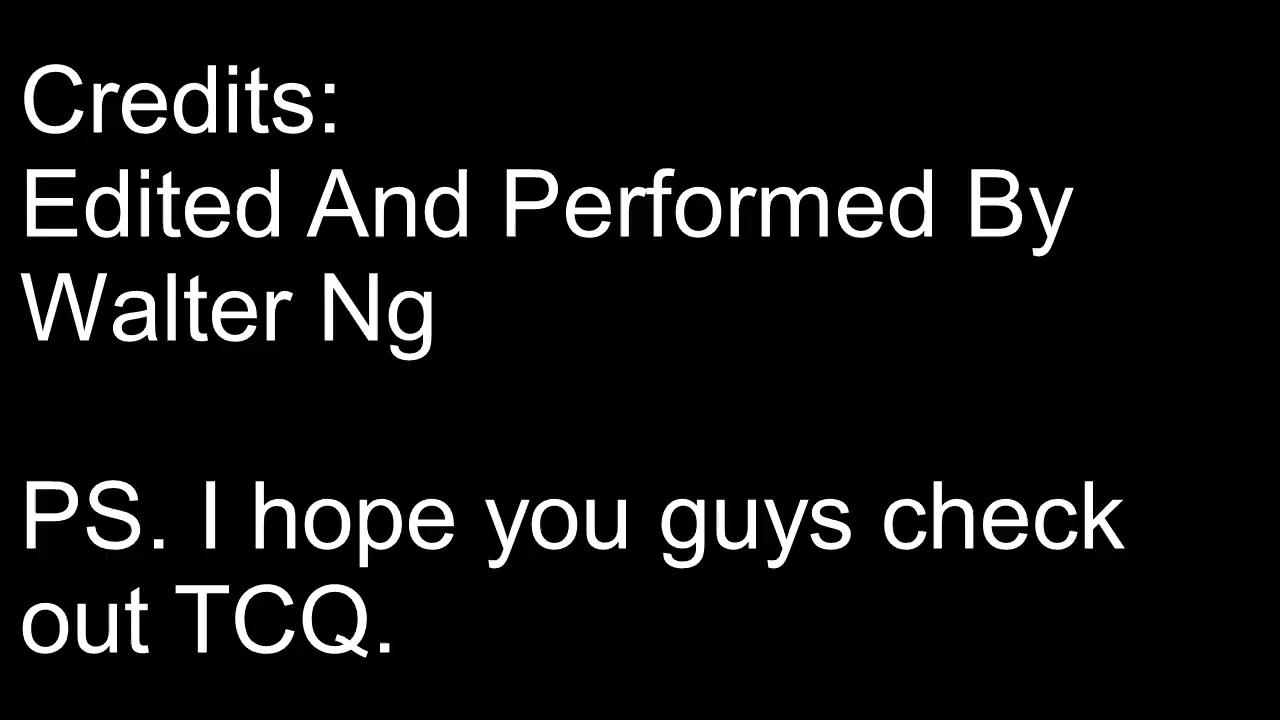 Credits:
Edited And Performed By
Walter Ng
PS. I hope you guys check
out TCQ.